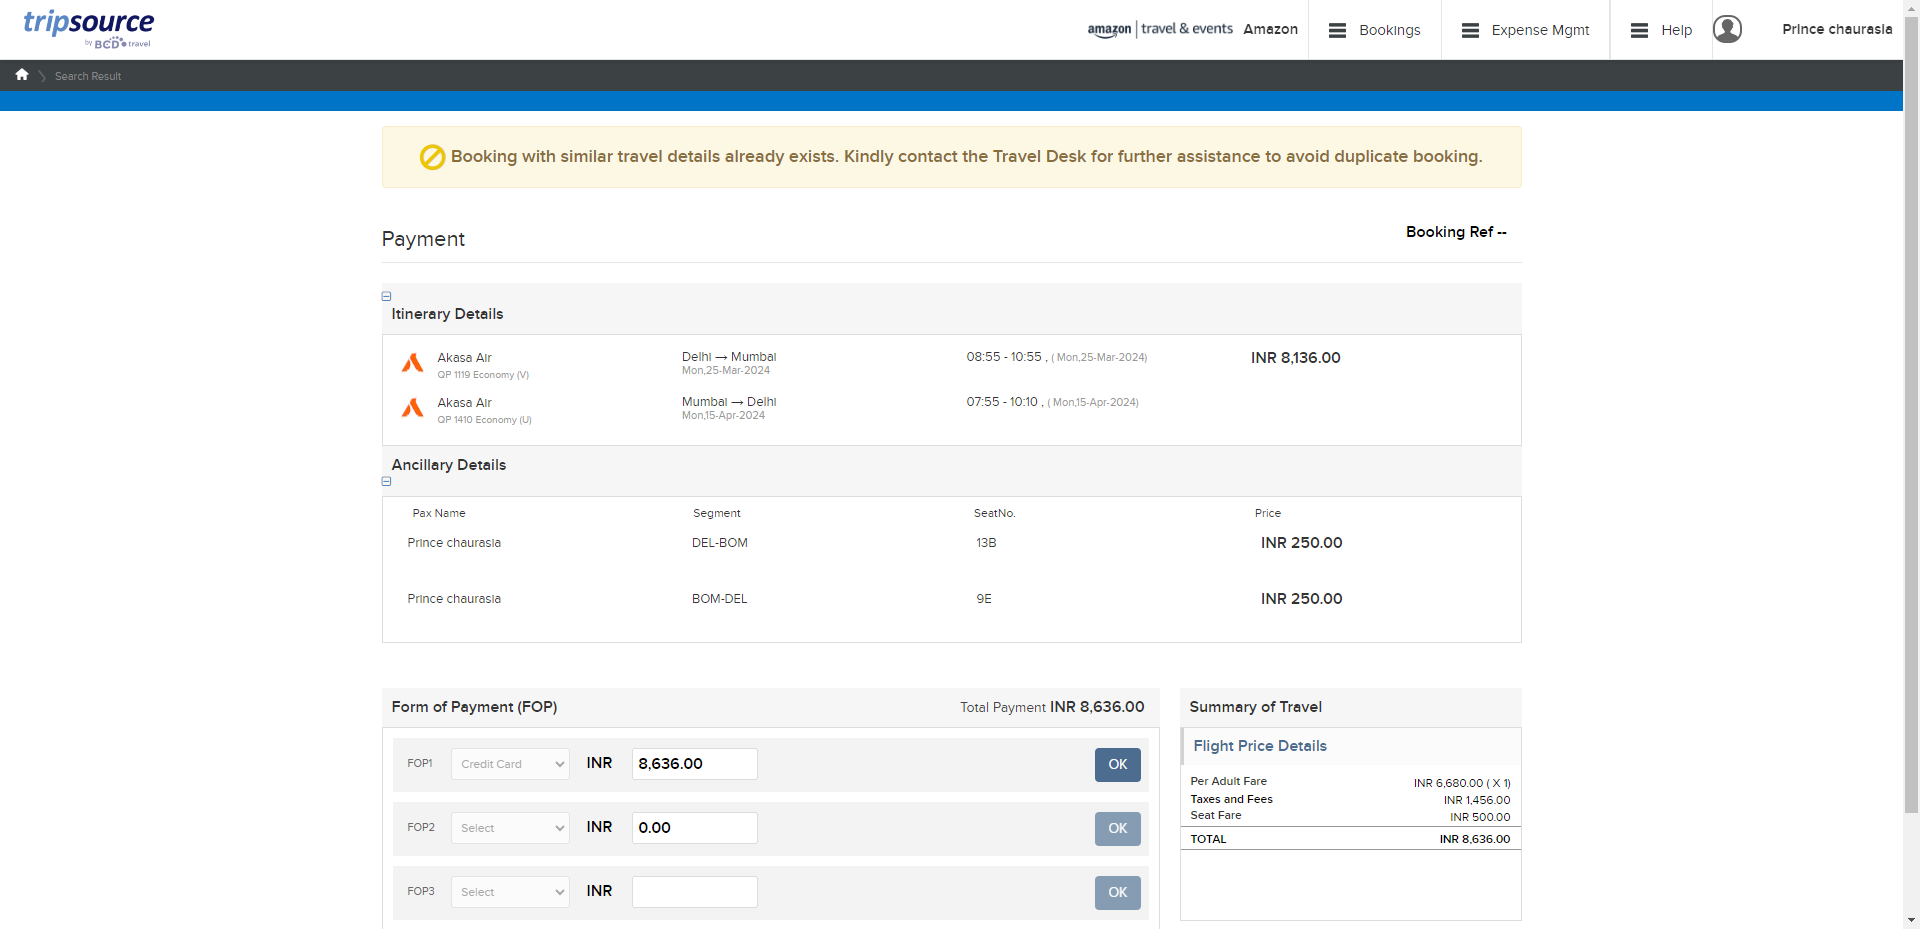 tripsource
by BCD travel
amazon | travel & events Amazon
Bookings
Expense Mgmt
Help
Prince chaurasia
Search Result
Booking with similar travel details already exists. Kindly contact the Travel Desk for further assistance to avoid duplicate booking.
Payment
Booking Ref --
Itinerary Details
Akasa Air Delhi → Mumbai 08:55 - 10:55 , ( Mon,25-Mar-2024) INR 8,136.00
QP 1119 Economy (V) Mon,25-Mar-2024
Akasa Air Mumbai → Delhi 07:55 - 10:10 , ( Mon,15-Apr-2024)
QP 1410 Economy (U) Mon,15-Apr-2024
Ancillary Details
Pax Name Segment SeatNo. Price
Prince chaurasia DEL-BOM 13B INR 250.00
Prince chaurasia BOM-DEL 9E INR 250.00
Form of Payment (FOP) Total Payment INR 8,636.00
FOP1 Credit Card INR 8,636.00 OK
FOP2 Select INR 0.00 OK
FOP3 Select INR OK
Summary of Travel
Flight Price Details
Per Adult Fare INR 6,680.00 ( X 1)
Taxes and Fees INR 1,456.00
Seat Fare INR 500.00
TOTAL INR 8,636.00